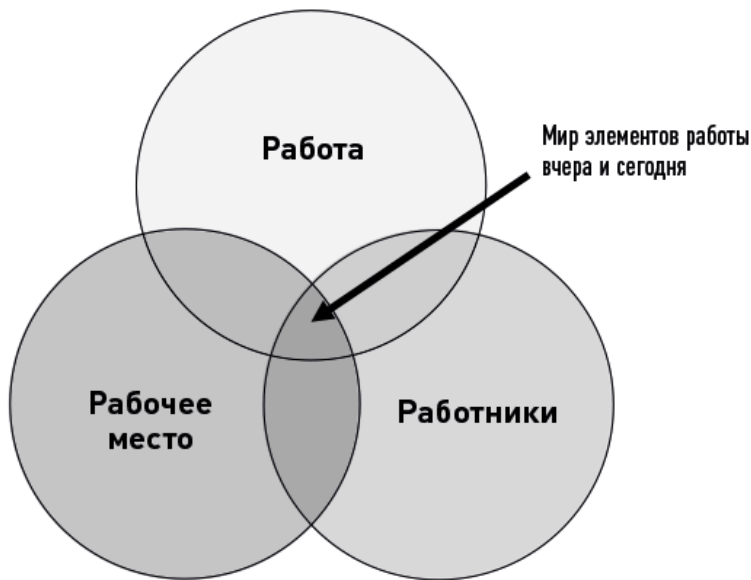 Работа
Мир элементов работы
вчера и сегодня
Рабочее
место
Работники